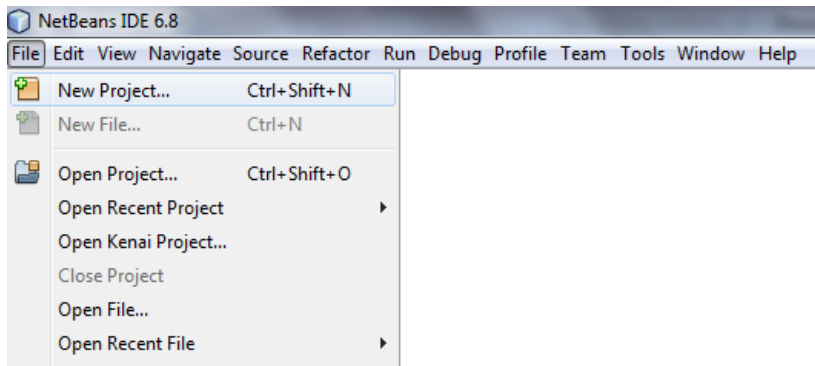 NetBeans IDE 6.8
File Edit View Navigate Source Refactor Run Debug Profile Team Tools Window Help
New Project... Ctrl+Shift+N
New File... Ctrl+N
Open Project... Ctrl+Shift+O
Open Recent Project
Open Kenai Project...
Close Project
Open File...
Open Recent File